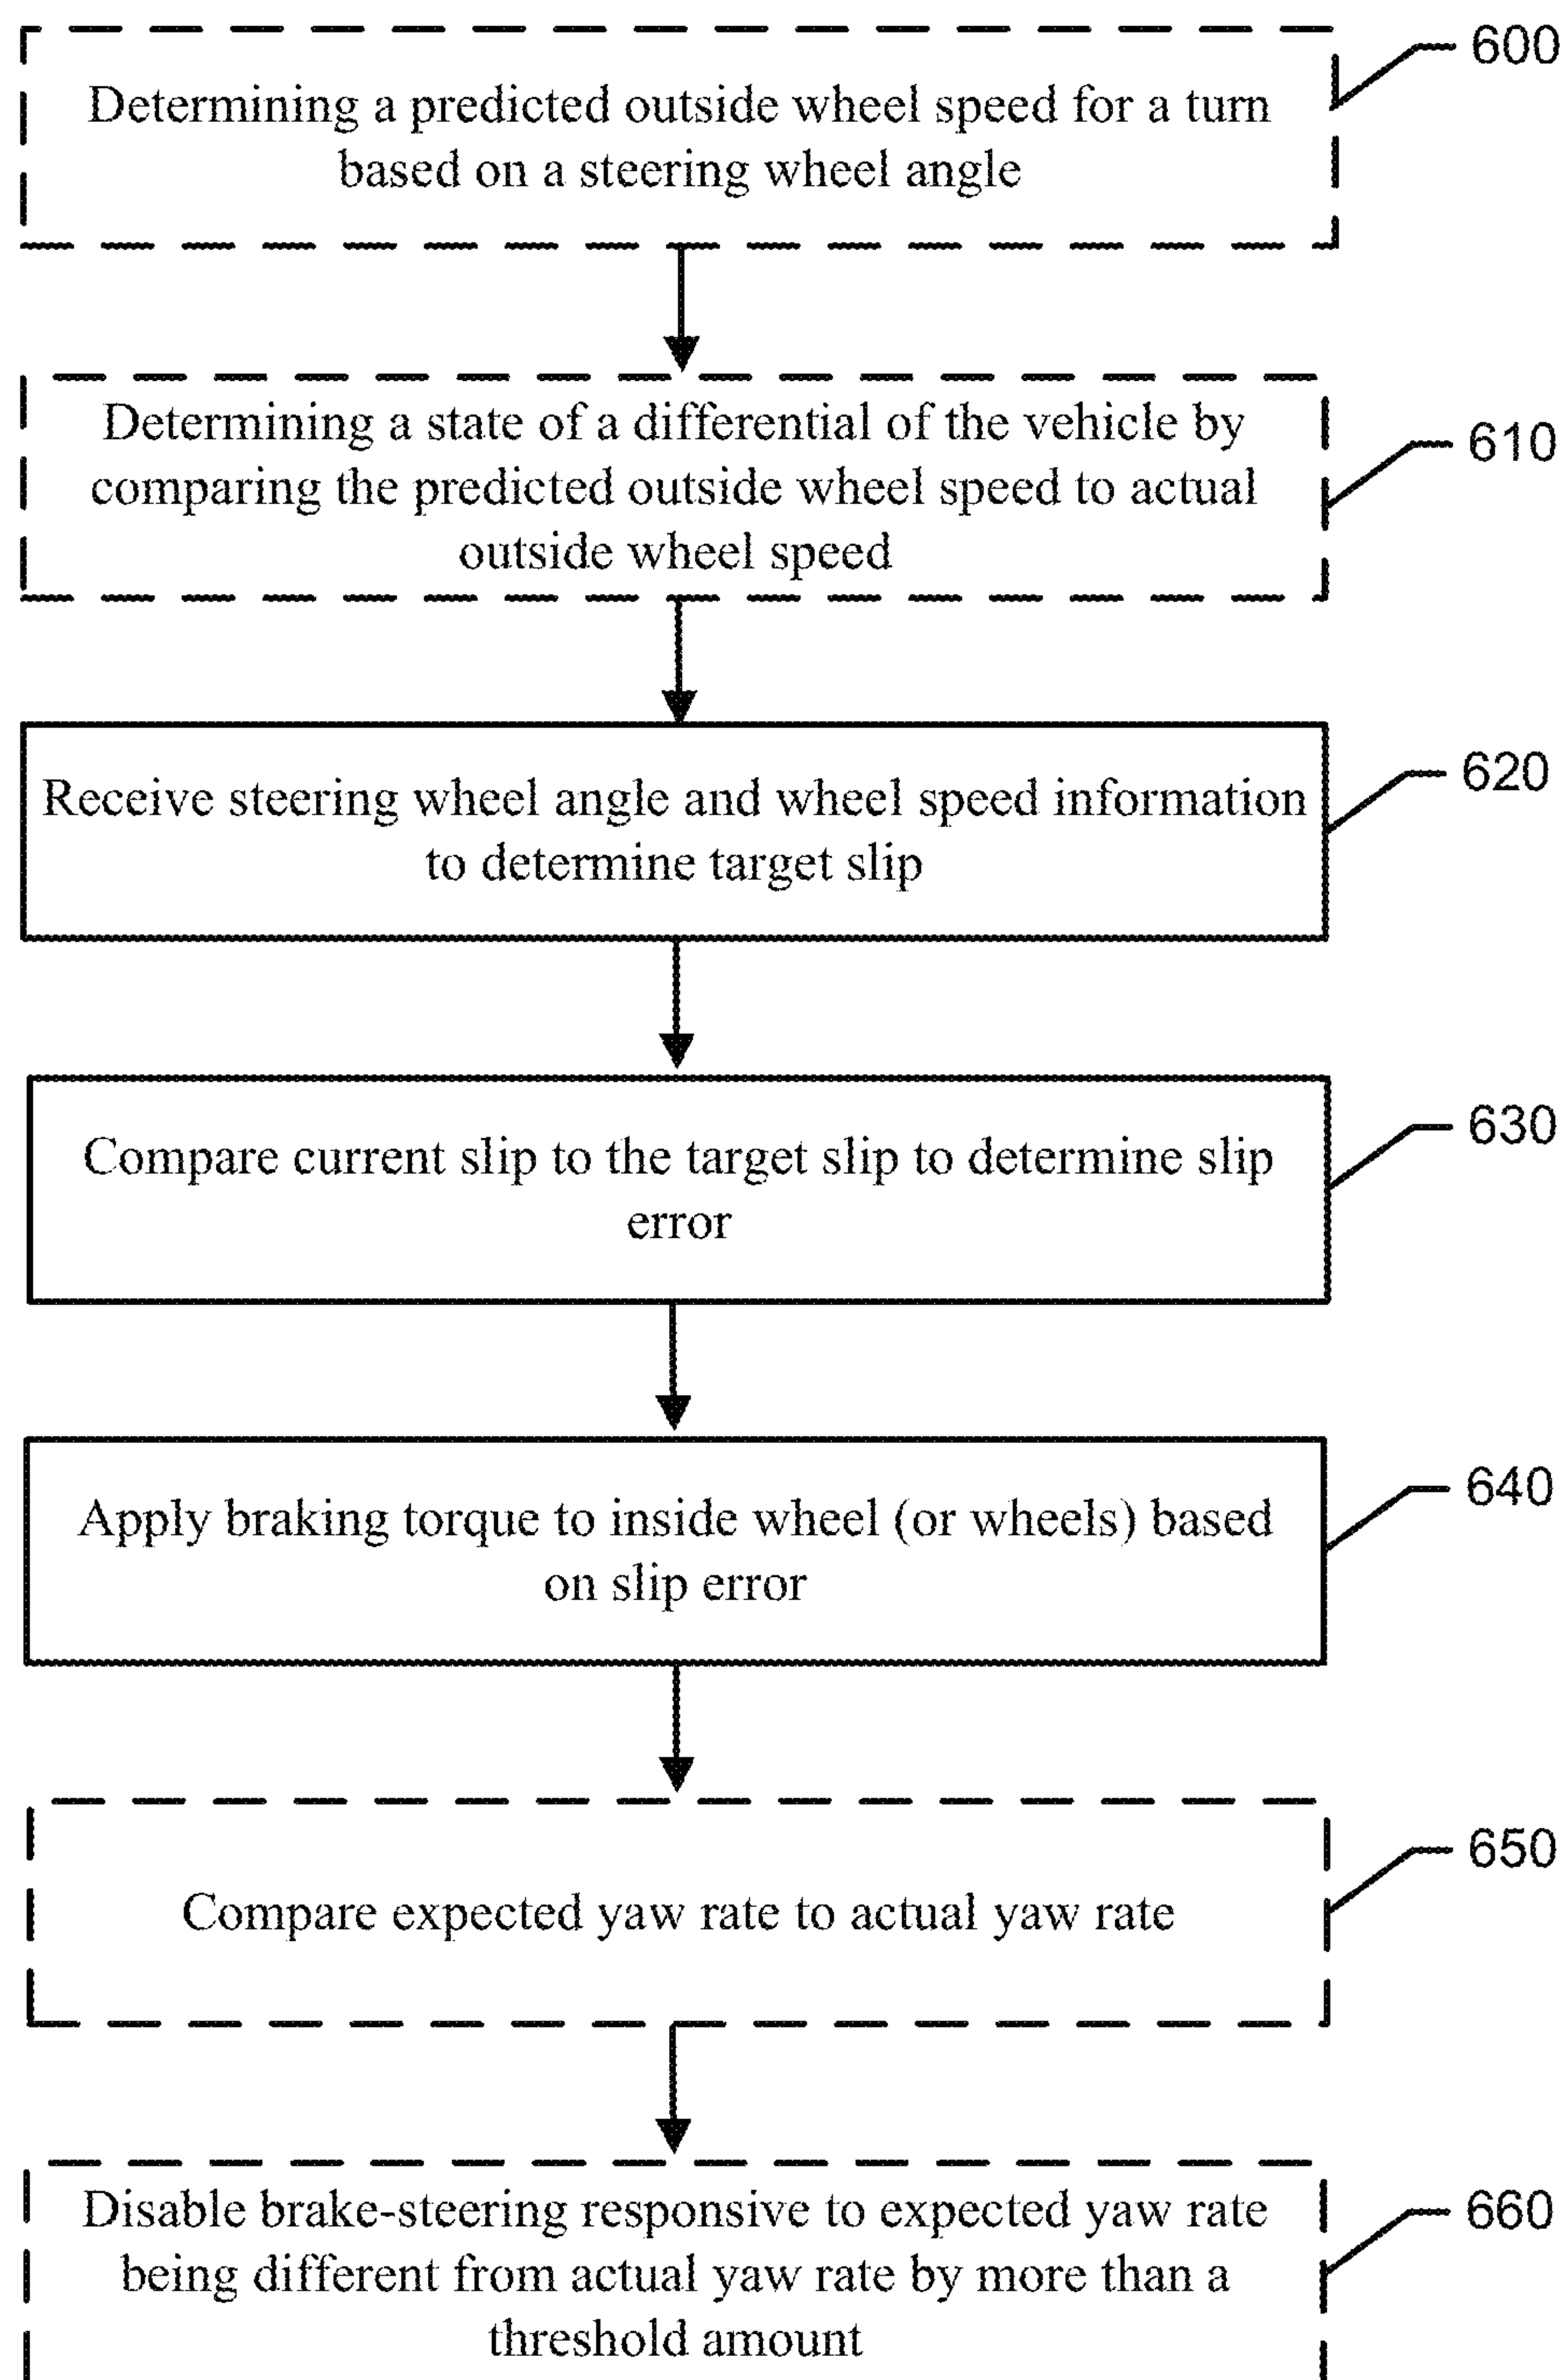 600
Determining a predicted outside wheel speed for a turn
based on a steering wheel angle
610
Determining a state of a differential of the vehicle by
comparing the predicted outside wheel speed to actual
outside wheel speed
620
Receive steering wheel angle and wheel speed information
to determine target slip
630
Compare current slip to the target slip to determine slip
error
640
Apply braking torque to inside wheel (or wheels) based
on slip error
650
Compare expected yaw rate to actual yaw rate
660
Disable brake-steering responsive to expected yaw rate
being different from actual yaw rate by more than a
threshold amount